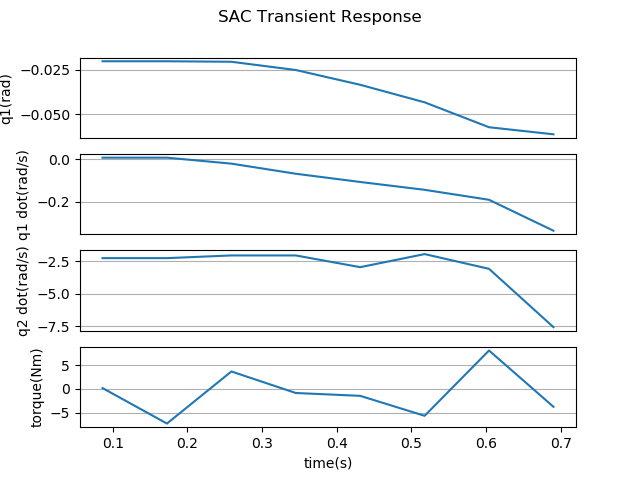 SAC Transient Response
q1(rad)
−0.025
−0.050
q1 dot(rad/s)
0.0
−0.2
q2 dot(rad/s)
−2.5
−5.0
−7.5
torque(Nm)
5
0
−5
0.1 0.2 0.3 0.4 0.5 0.6 0.7
time(s)